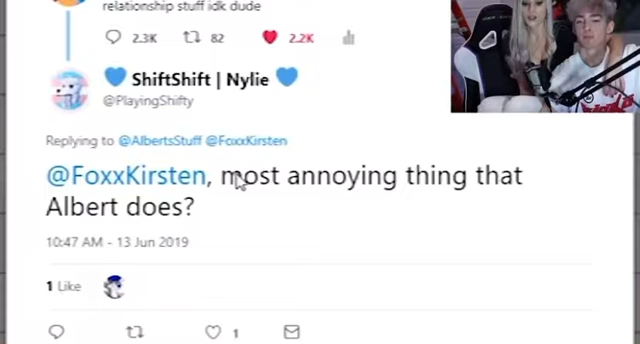 relationship stuff idk dude
2.3K 82 2.2K
ShiftShift | Nylie
@PlayingShifty
Replying to @AlbertsStuff @FoxxKirsten
@FoxxKirsten, most annoying thing that
Albert does?
10:47 AM - 13 Jun 2019
1 Like
1